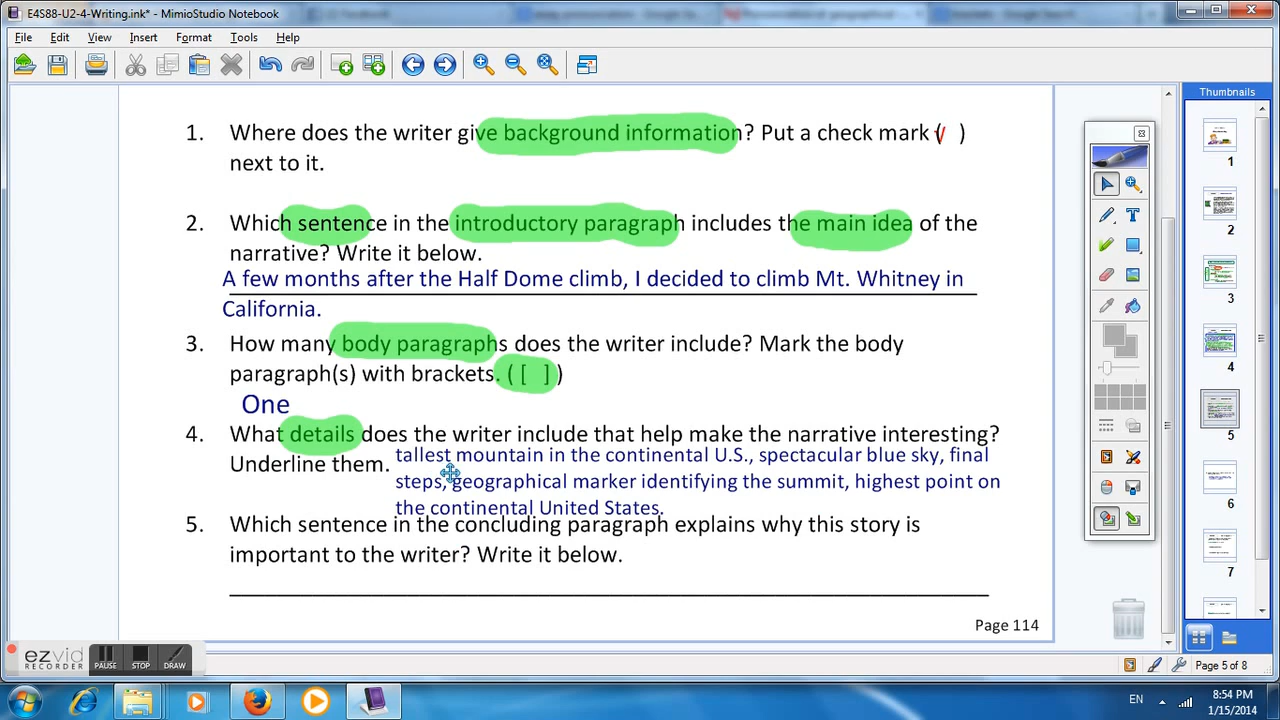 E4S88-U2-4-Writing.ink* - MimioStudio Notebook
File Edit View Insert Format Tools Help
Thumbnails
1. Where does the writer give background information? Put a check mark (√ )
next to it.
2. Which sentence in the introductory paragraph includes the main idea of the
narrative? Write it below.
A few months after the Half Dome climb, I decided to climb Mt. Whitney in
California.
3. How many body paragraphs does the writer include? Mark the body
paragraph(s) with brackets. ( [ ] )
One
4. What details does the writer include that help make the narrative interesting?
Underline them.
tallest mountain in the continental U.S., spectacular blue sky, final
steps, geographical marker identifying the summit, highest point on
the continental United States.
5. Which sentence in the concluding paragraph explains why this story is
important to the writer? Write it below.
Page 114
1
2
3
4
5
6
7
ezvid
RECORDER
PAUSE STOP DRAW
Page 5 of 8
EN
8:54 PM
1/15/2014